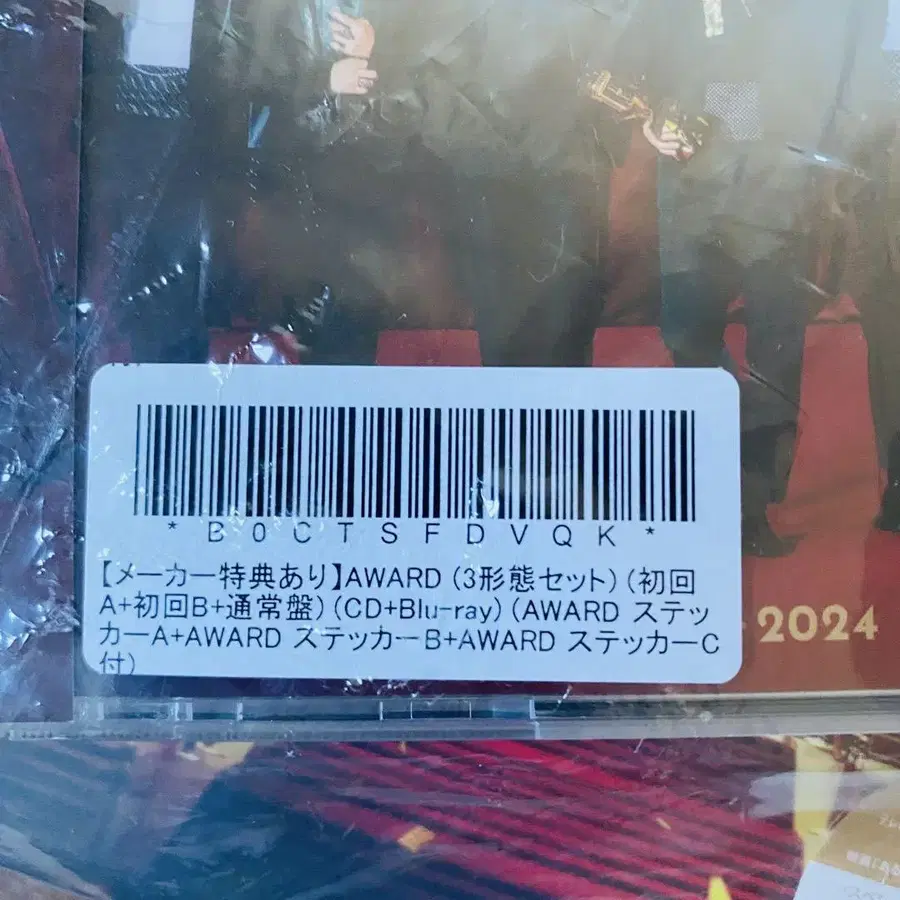 * B 0 C T S F D V Q K *
【メーカー特典あり】AWARD (3形態セット) (初回
A+初回B+通常盤) (CD+Blu-ray) (AWARD ステッ
カーA+AWARD ステッカーB+AWARD ステッカーC
付)
2024